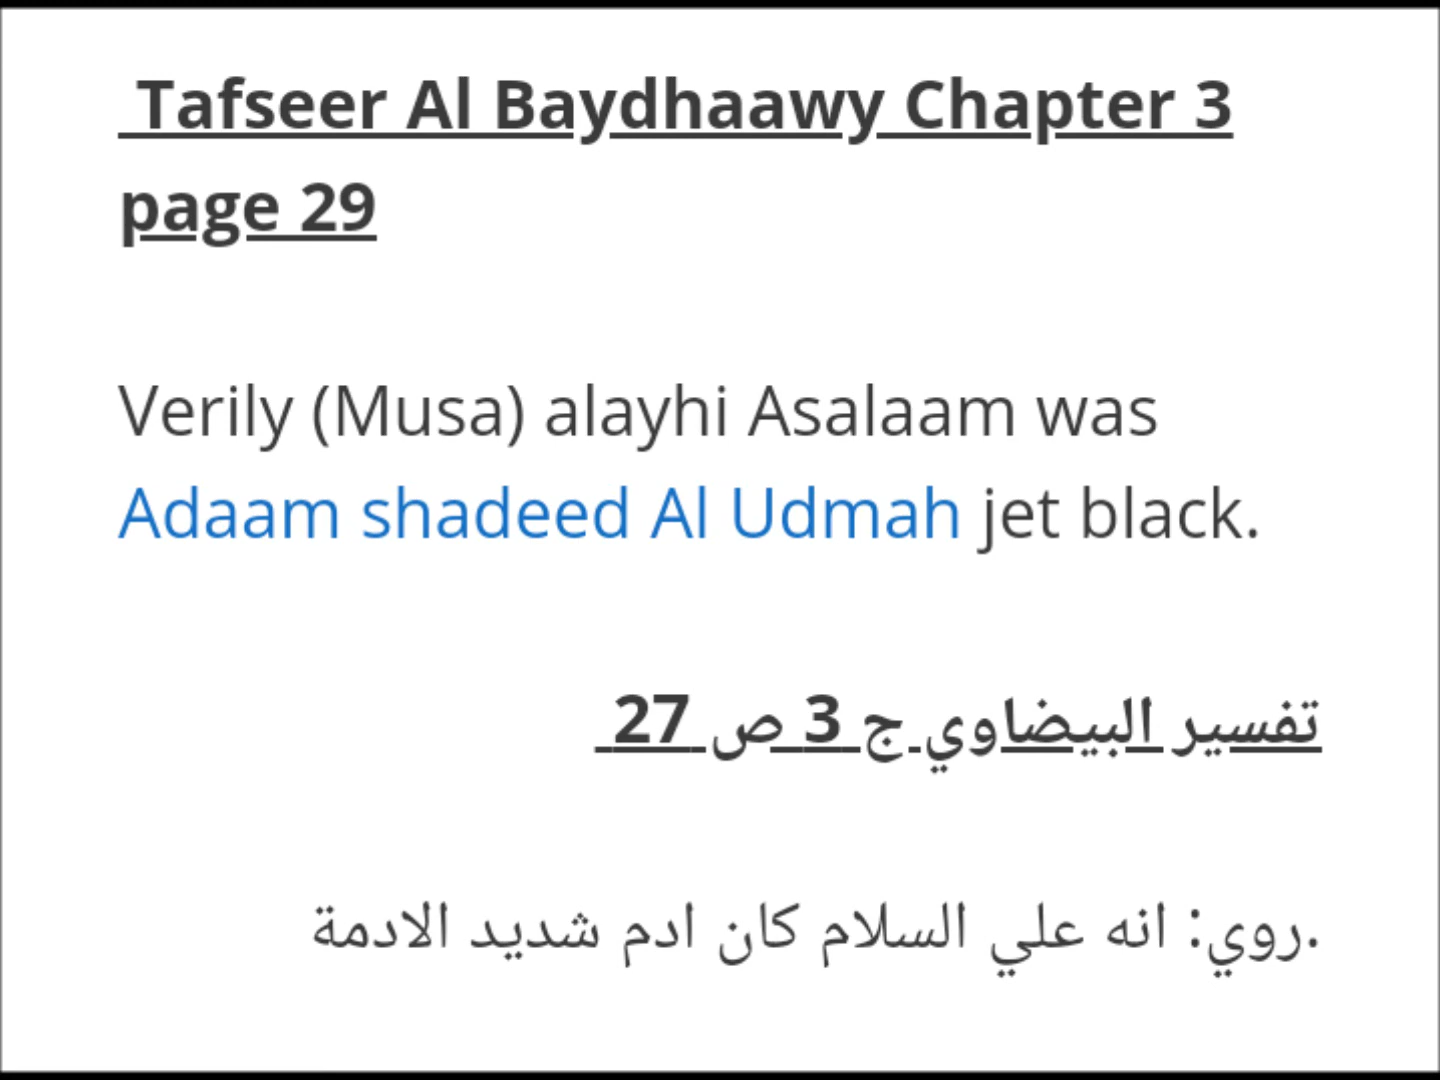 Tafseer Al Baydhaawy Chapter 3
page 29
Verily (Musa) alayhi Asalaam was
Adaam shadeed Al Udmah jet black.
تفسير البيضاوي ج 3 ص 27
.روي: انه علي السلام كان ادم شديد الادمة